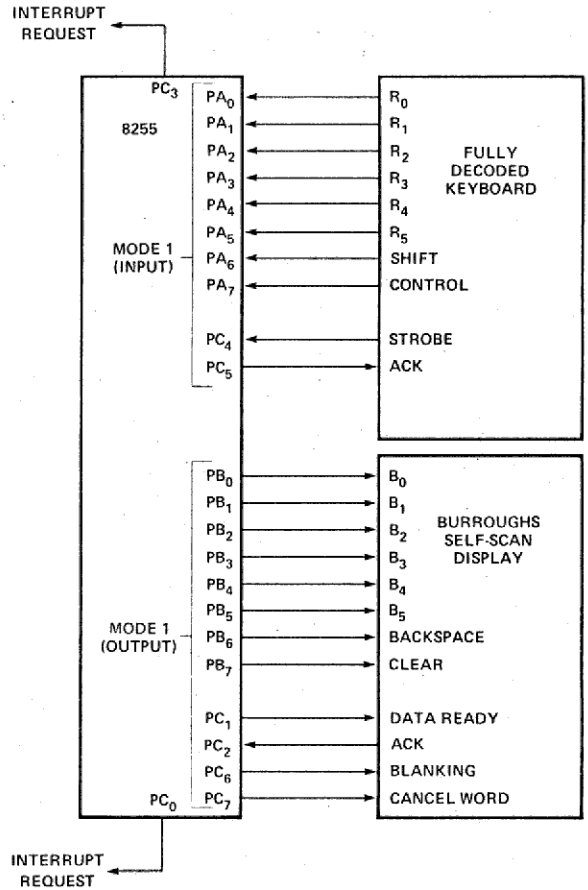 INTERRUPT
REQUEST
PC3
8255
MODE 1
(INPUT)
PA0
PA1
PA2
PA3
PA4
PA5
PA6
PA7
PC4
PC5
R0
R1
R2
R3
R4
R5
SHIFT
CONTROL
STROBE
ACK
FULLY
DECODED
KEYBOARD
MODE 1
(OUTPUT)
PB0
PB1
PB2
PB3
PB4
PB5
PB6
PB7
PC1
PC2
PC6
PC7
B0
B1
B2
B3
B4
B5
BACKSPACE
CLEAR
DATA READY
ACK
BLANKING
CANCEL WORD
BURROUGHS
SELF-SCAN
DISPLAY
PC0
INTERRUPT
REQUEST